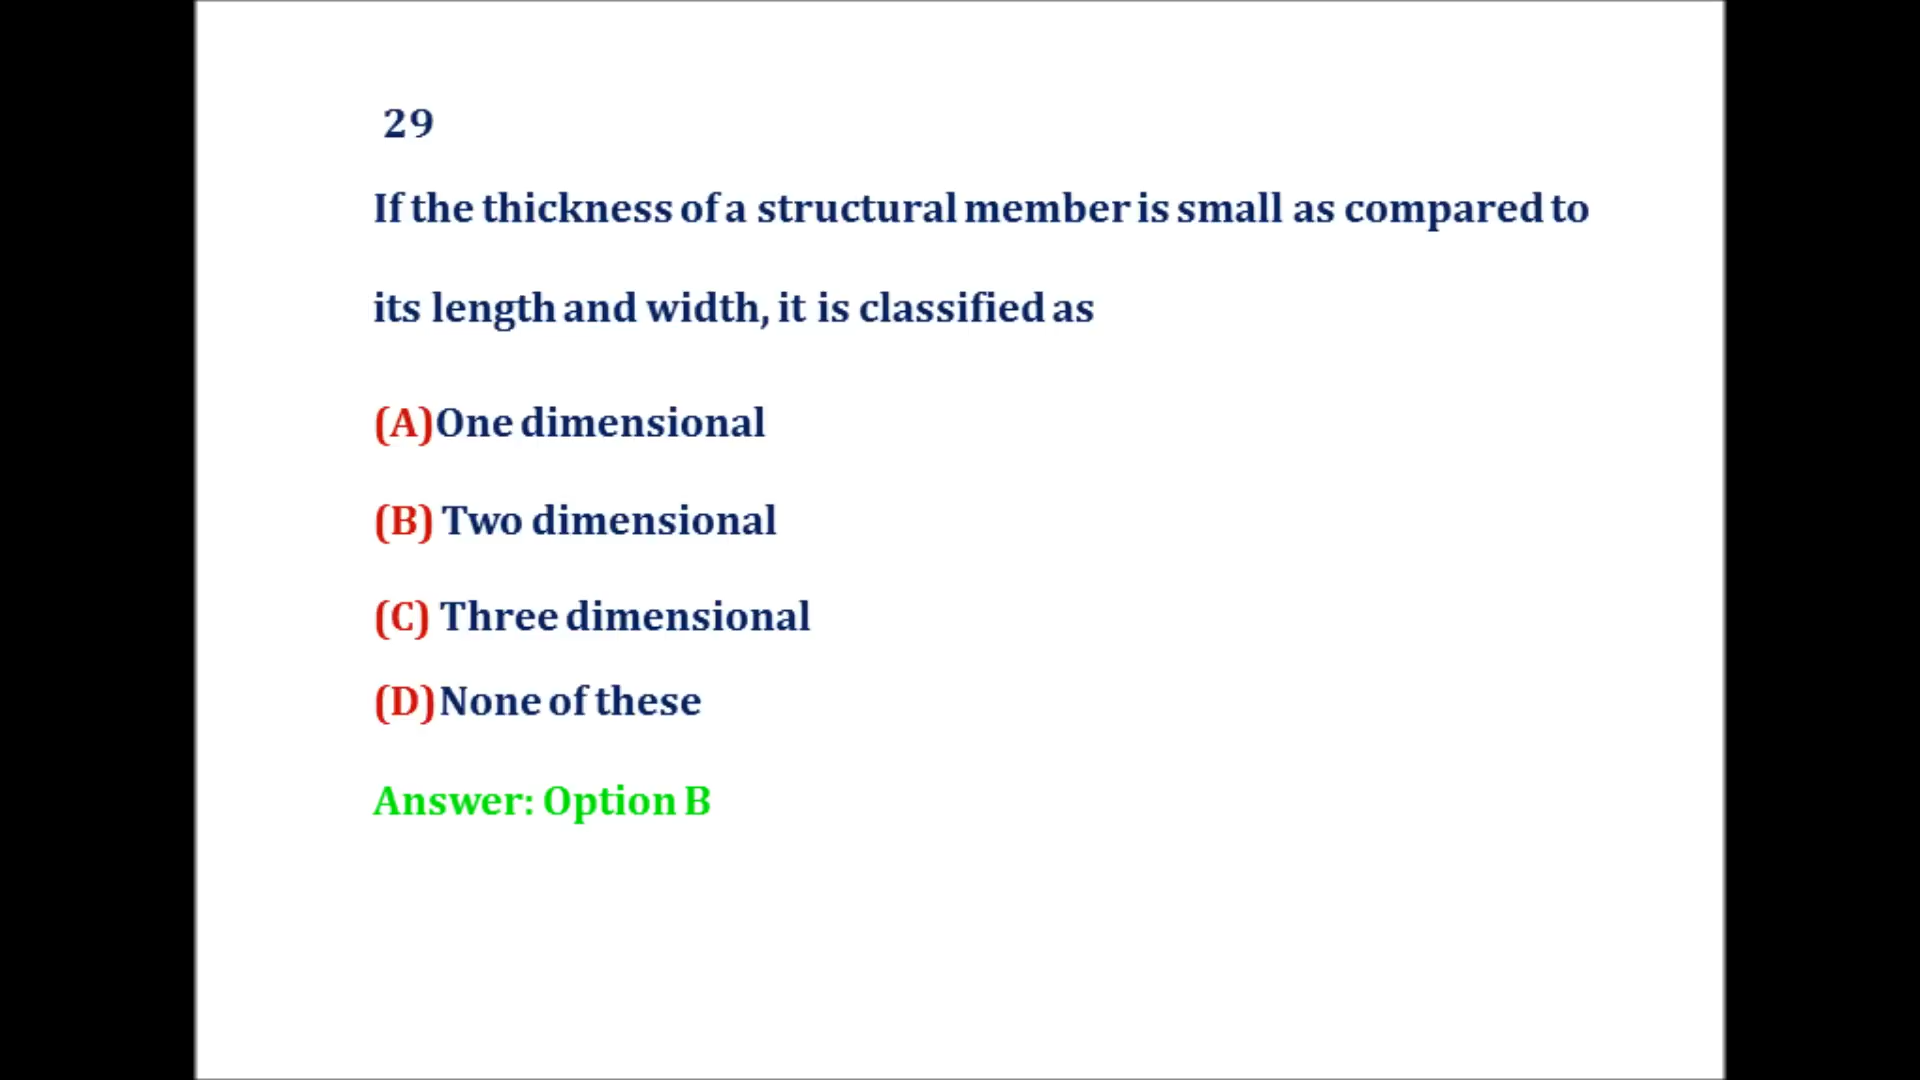 29
If the thickness of a structural member is small as compared to
its length and width, it is classified as
(A)One dimensional
(B) Two dimensional
(C) Three dimensional
(D)None of these
Answer: Option B